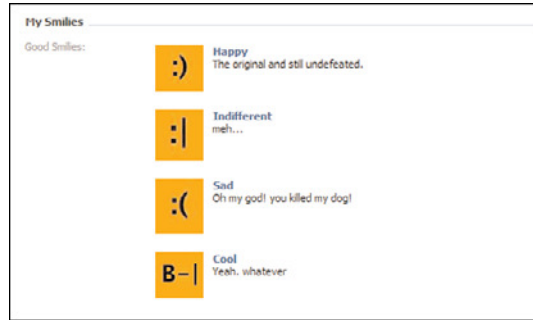 My Smilies
Good Smilies:
:)
Happy
The original and still undefeated.
:|
Indifferent
meh...
:(
Sad
Oh my god! you killed my dog!
B-|
Cool
Yeah. whatever